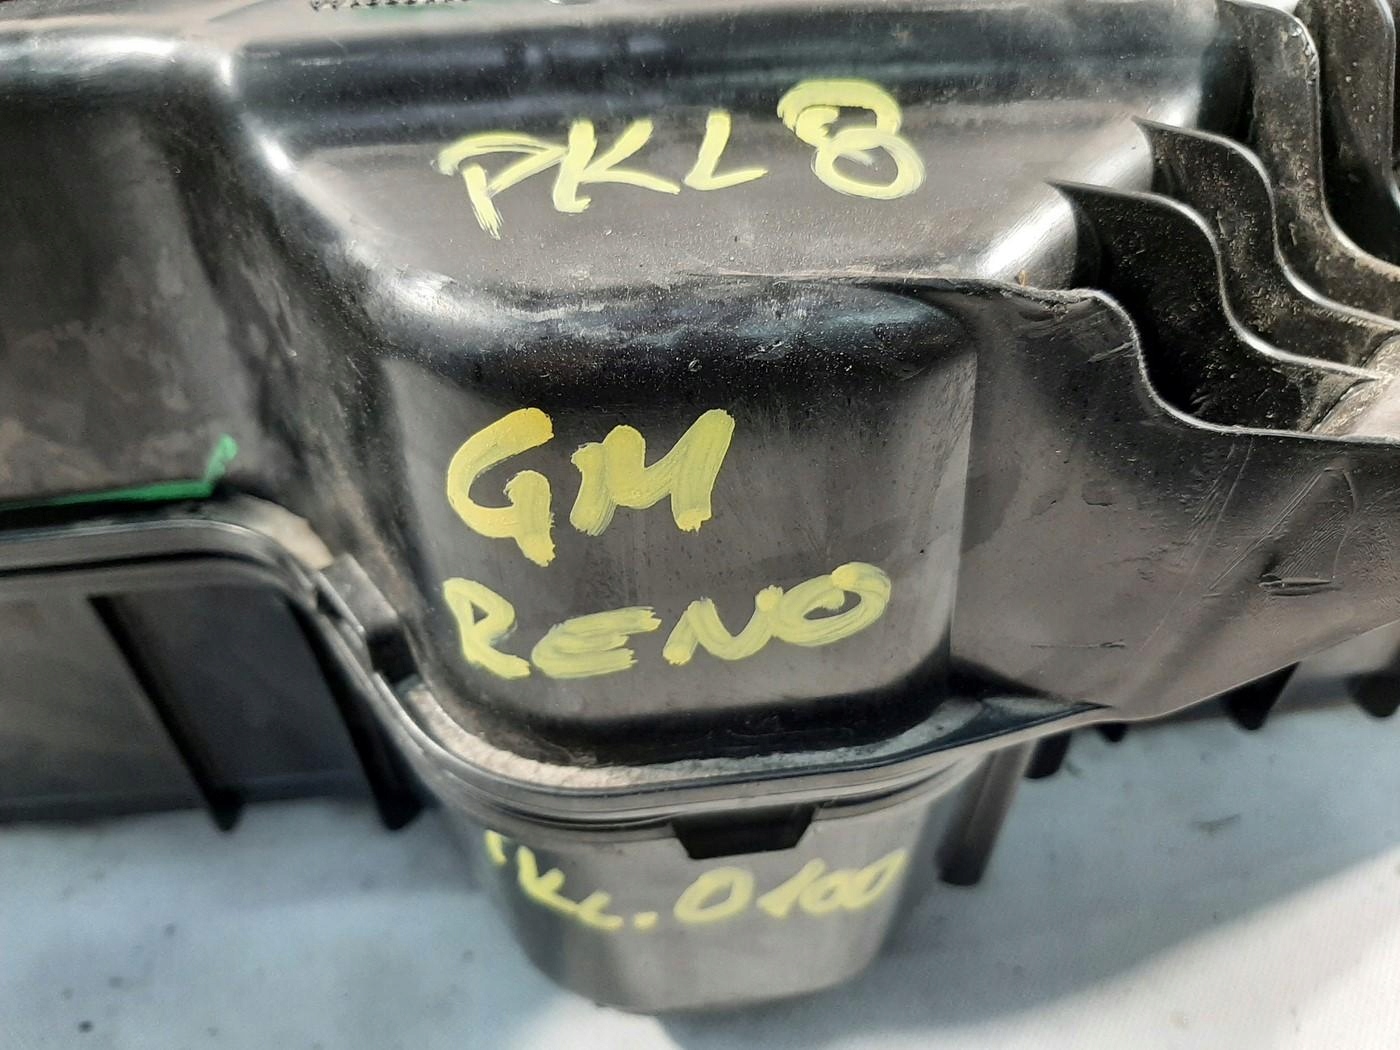 PKL8
GM
RENO
KL.0100